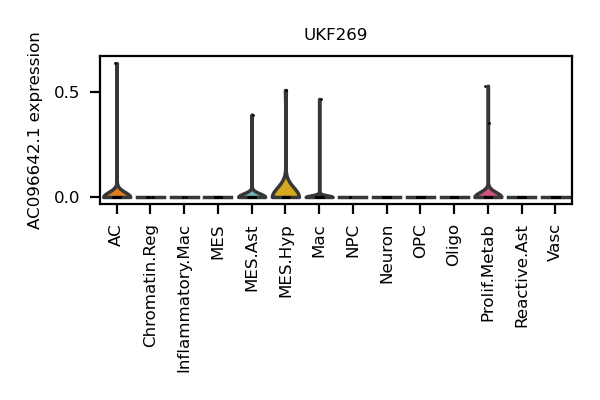 UKF269
AC096642.1 expression
0.5
0.0
AC
Chromatin.Reg
Inflammatory.Mac
MES
MES.Ast
MES.Hyp
Mac
NPC
Neuron
OPC
Oligo
Prolif.Metab
Reactive.Ast
Vasc